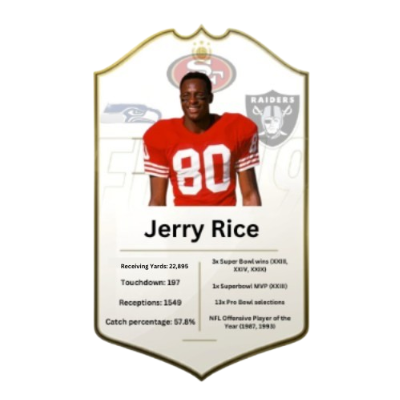 SF
RAIDERS
80
Jerry Rice
Receiving Yards: 22,895
Touchdown: 197
Receptions: 1549
Catch percentage: 57.8%
3x Super Bowl wins (XXIII,
XXIV, XXIX)
1x Superbowl MVP (XXIII)
13x Pro Bowl selections
NFL Offensive Player of the
Year (1987, 1993)